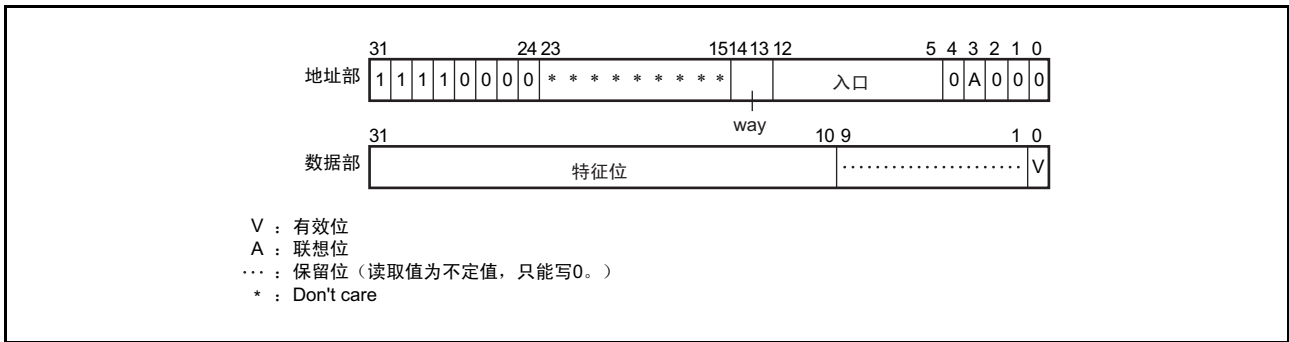 31 24 23 15 14 13 12 5 4 3 2 1 0
地址部 1 1 1 1 0 0 0 0 * * * * * * * * * 入口 0 A 0 0 0
way
31 10 9 1 0
数据部 特征位 ······················ V
V ：有效位
A ：联想位
··· ：保留位（读取值为不定值，只能写0。）
* ：Don't care